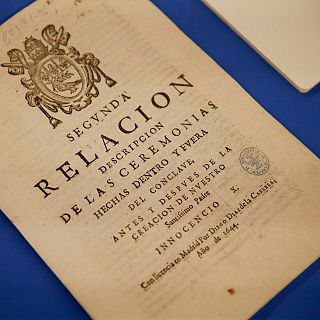 SEGVNDA
RELACION
DESCRIPCION
DE LAS CEREMONIAS
HECHAS DENTRO Y FVERA
DEL CONCLAVE,
ANTES Y DESPVES DE LA
CREACION DE NVESTRO
Santissimo Padre
INNOCENCIO X.
Con licencia en Madrid Por Diego Diaz de la Carrera
Año de 1644.